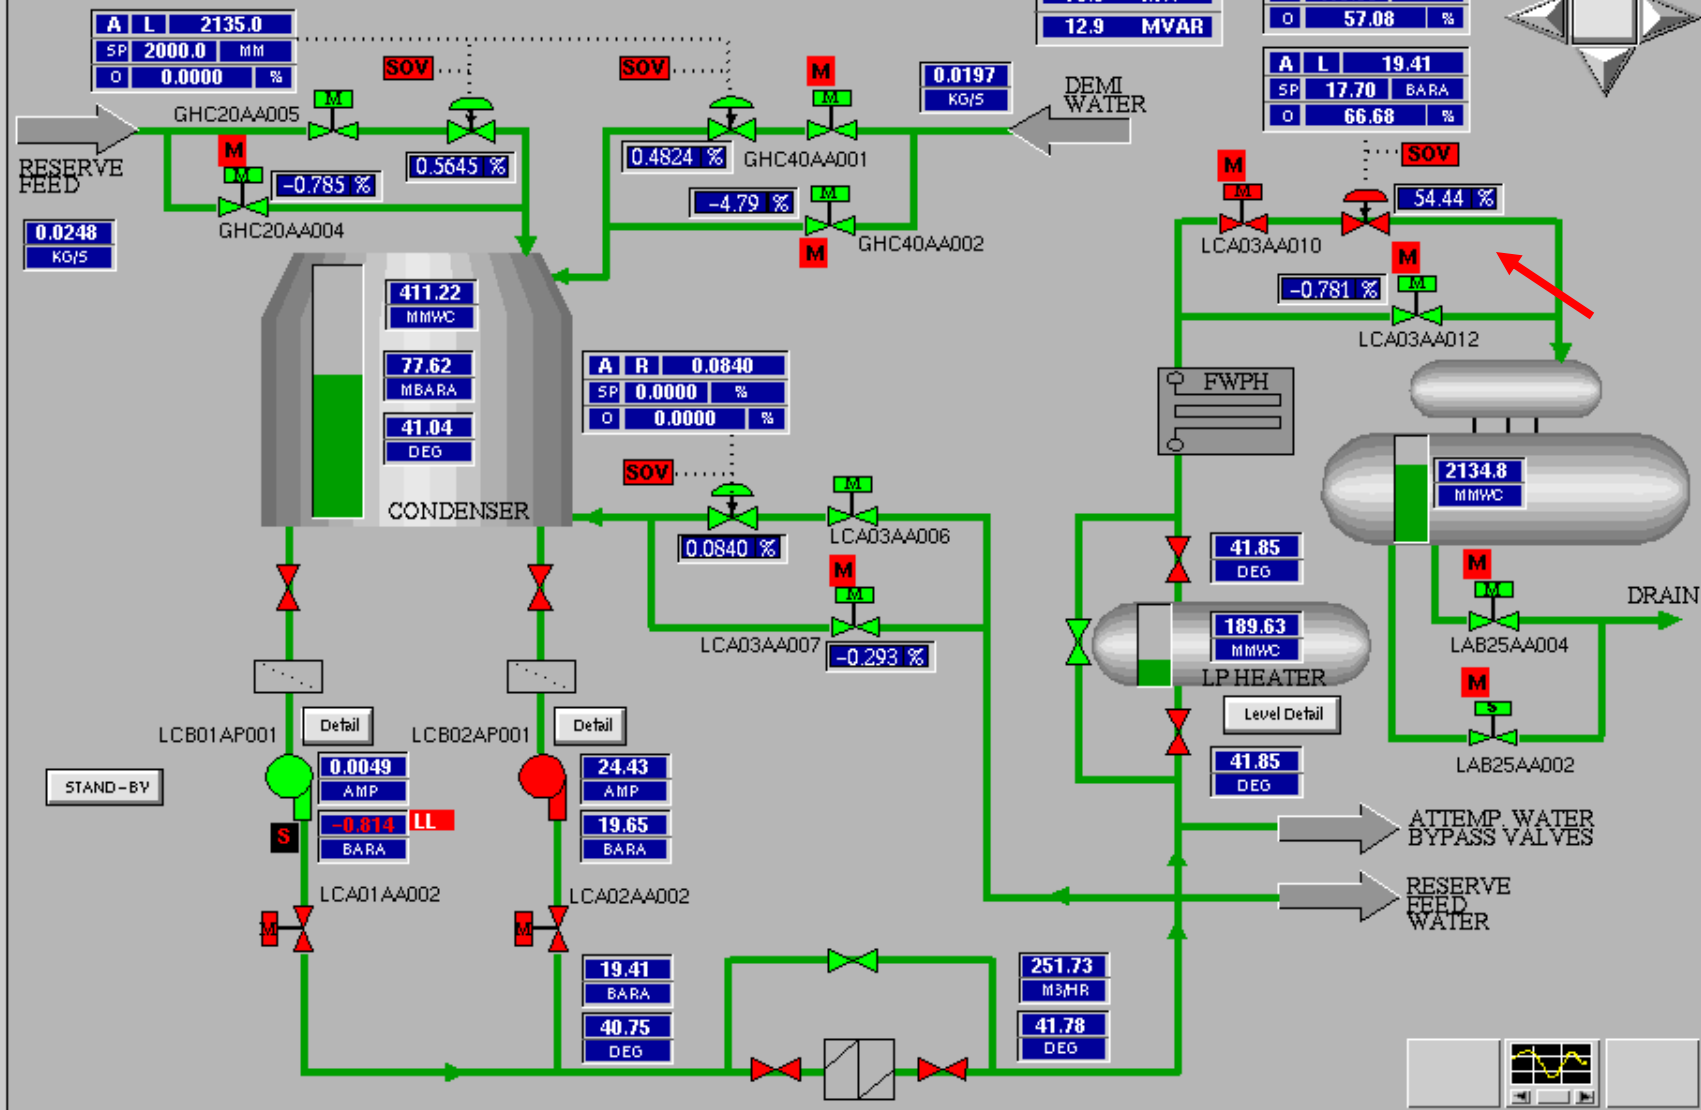 A L 2135.0
SP 2000.0 MM
O 0.0000 %
12.9 MVAR
O 57.08 %
A L 19.41
SP 17.70 BARA
O 66.68 %
SOV
SOV
M
M
M
0.0197
KG/S
DEMI
WATER
GHC20AA005
RESERVE
FEED
M
M
-0.785 %
0.5645 %
0.4824 %
GHC40AA001
SOV
M
M
54.44 %
-4.79 %
M
GHC20AA004
GHC40AA002
M
LCA03AA010
0.0248
KG/S
M
M
-0.781 %
LCA03AA012
411.22
MMWC
77.62
MBARA
41.04
DEG
CONDENSER
A R 0.0840
SP 0.0000 %
O 0.0000 %
SOV
M
LCA03AA006
0.0840 %
M
M
LCA03AA007
-0.293 %
FWPH
2134.8
MMWC
41.85
DEG
189.63
MMWC
LP HEATER
Level Detail
41.85
DEG
M
M
DRAIN
LAB25AA004
M
S
LAB25AA002
LCB01AP001
Detail
LCB02AP001
Detail
STAND-BY
0.0049
AMP
-0.814 LL
BARA
S
24.43
AMP
19.65
BARA
ATTEMP. WATER
BYPASS VALVES
RESERVE
FEED
WATER
LCA01AA002
M
LCA02AA002
M
19.41
BARA
40.75
DEG
251.73
M3/HR
41.78
DEG